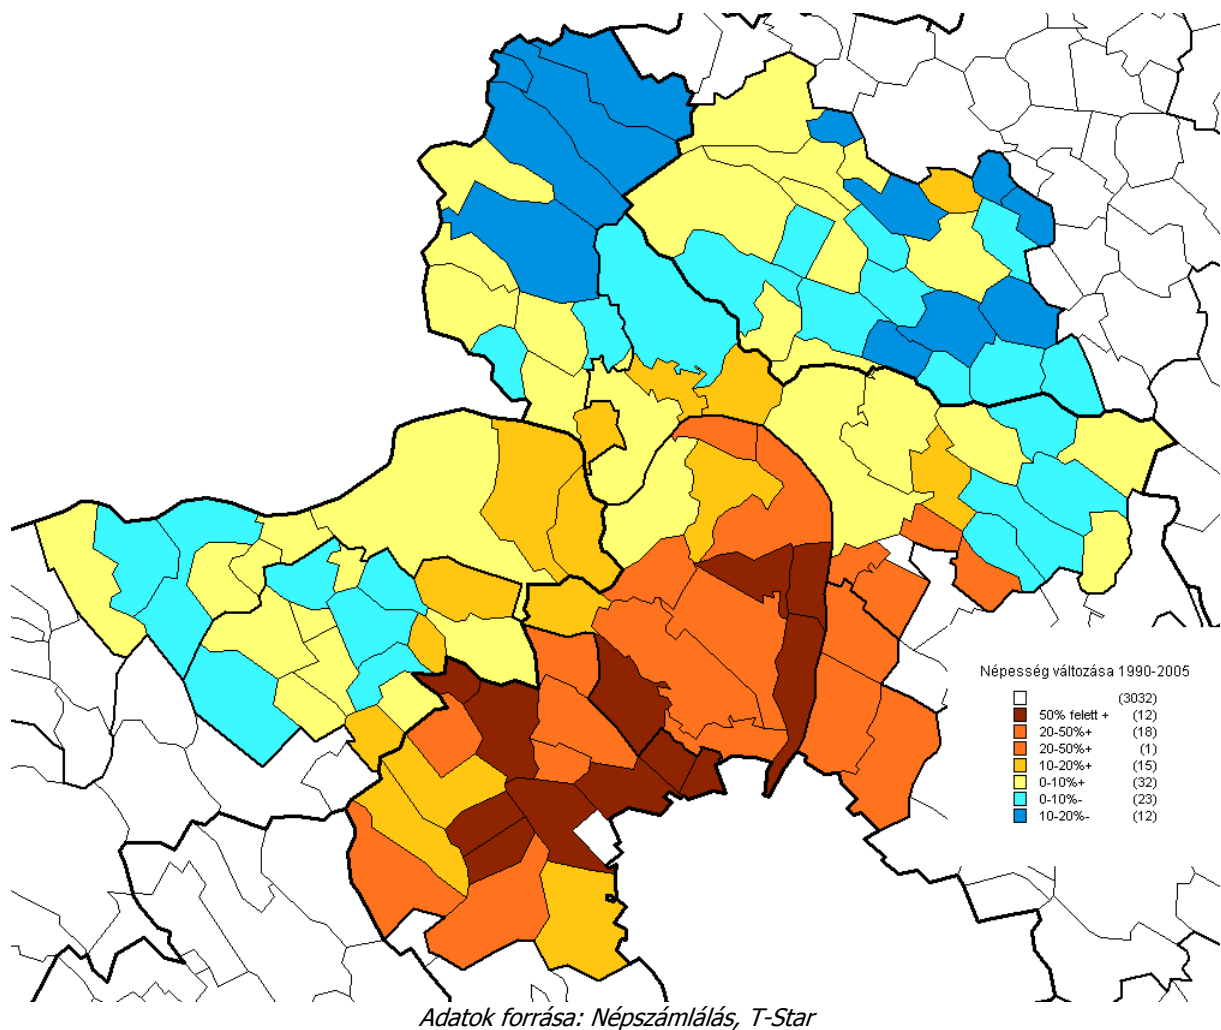 Népesség változása 1990-2005
(3032)
50% felett + (12)
20-50%+ (18)
20-50%+ (1)
10-20%+ (15)
0-10%+ (32)
0-10%- (23)
10-20%- (12)
Adatok forrása: Népszámlálás, T-Star